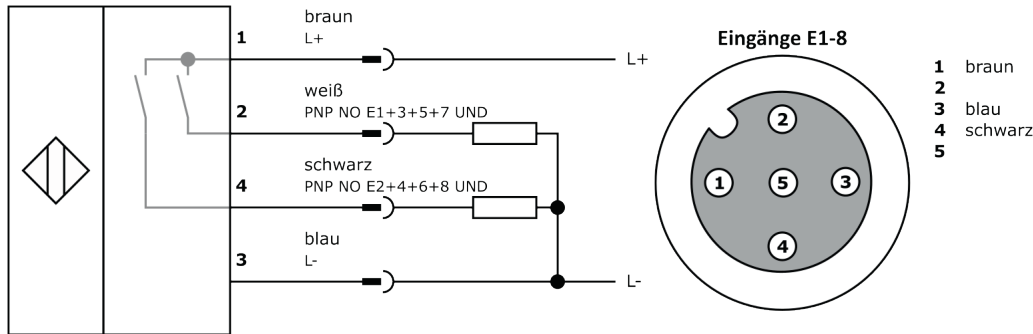 braun
1 L+
L+
weiß
2 PNP NO E1+3+5+7 UND
schwarz
4 PNP NO E2+4+6+8 UND
blau
3 L-
L-
Eingänge E1-8
2
1 5 3
4
1 braun
2
3 blau
4 schwarz
5